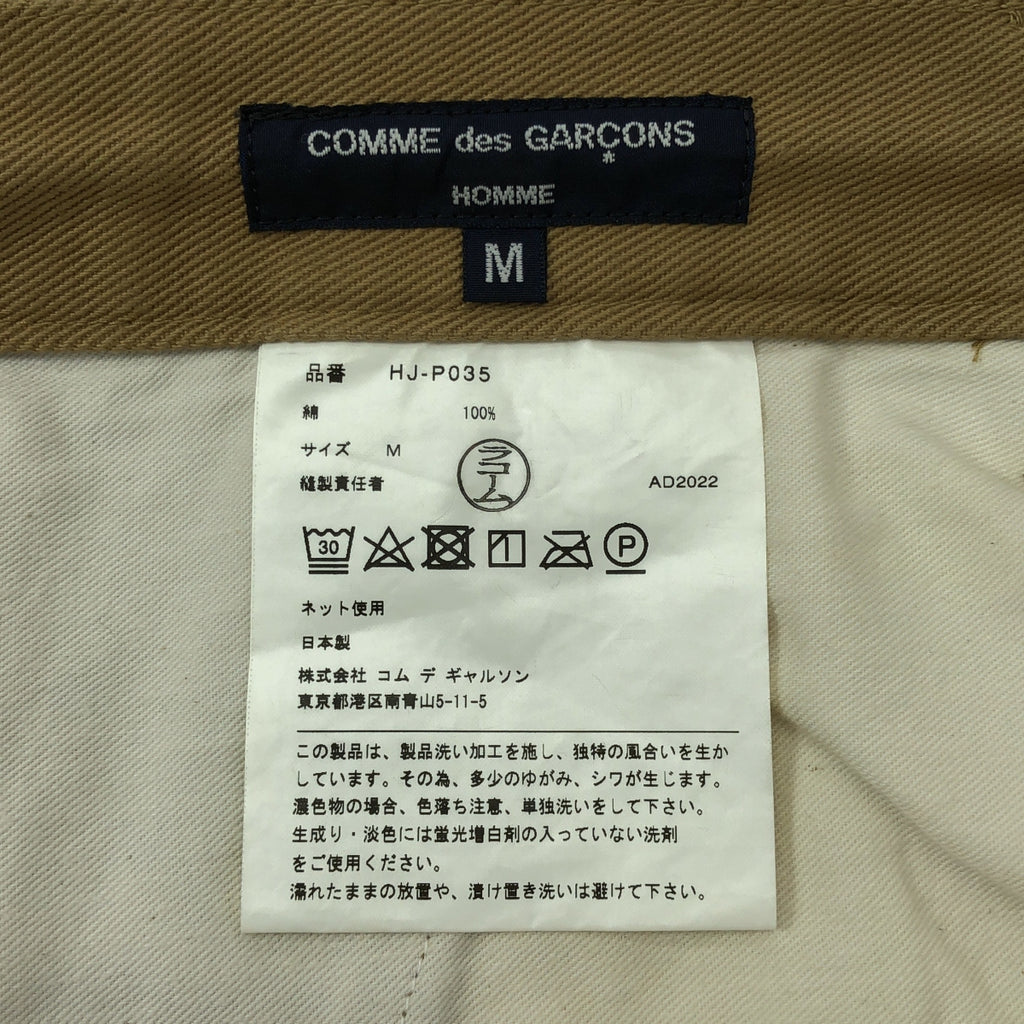 COMME des GARÇONS
HOMME
M
品番 HJ-P035
綿 100%
サイズ M
縫製責任者 ラコーム AD2022
30 P
ネット使用
日本製
株式会社 コム デ ギャルソン
東京都港区南青山5-11-5
この製品は、製品洗い加工を施し、独特の風合いを生か
しています。その為、多少のゆがみ、シワが生じます。
濃色物の場合、色落ち注意、単独洗いをして下さい。
生成り・淡色には蛍光増白剤の入っていない洗剤
をご使用ください。
濡れたままの放置や、漬け置き洗いは避けて下さい。